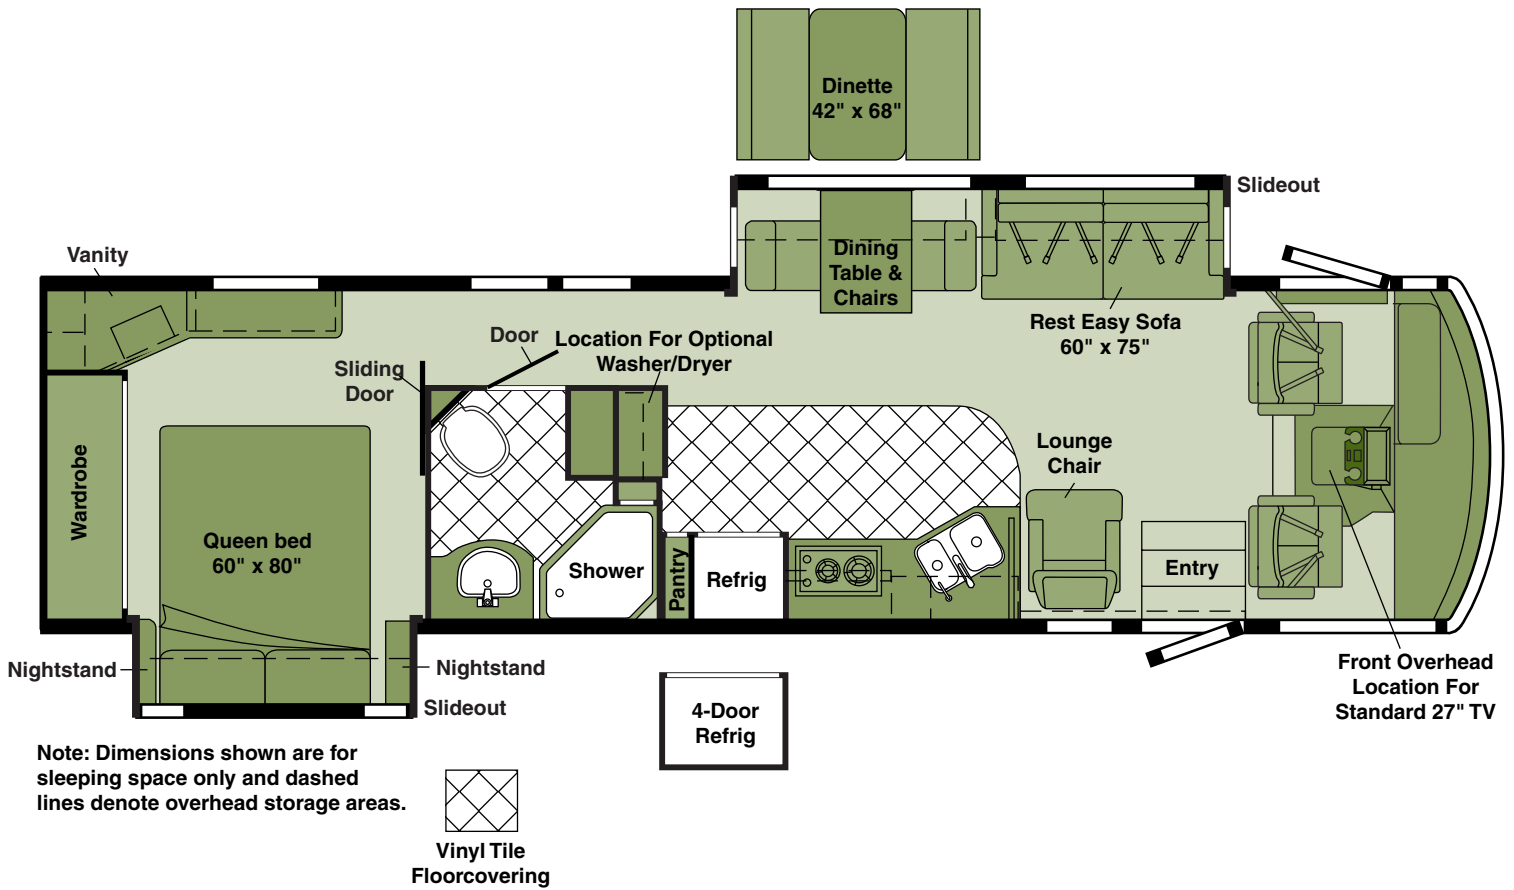 Dinette
42" x 68"
Slideout
Vanity
Dining
Table &
Chairs
Rest Easy Sofa
60" x 75"
Door
Location For Optional
Washer/Dryer
Sliding
Door
Lounge
Chair
Wardrobe
Queen bed
60" x 80"
Shower
Pantry
Refrig
Entry
Nightstand
Nightstand
Slideout
Front Overhead
Location For
Standard 27" TV
4-Door
Refrig
Note: Dimensions shown are for
sleeping space only and dashed
lines denote overhead storage areas.
Vinyl Tile
Floorcovering